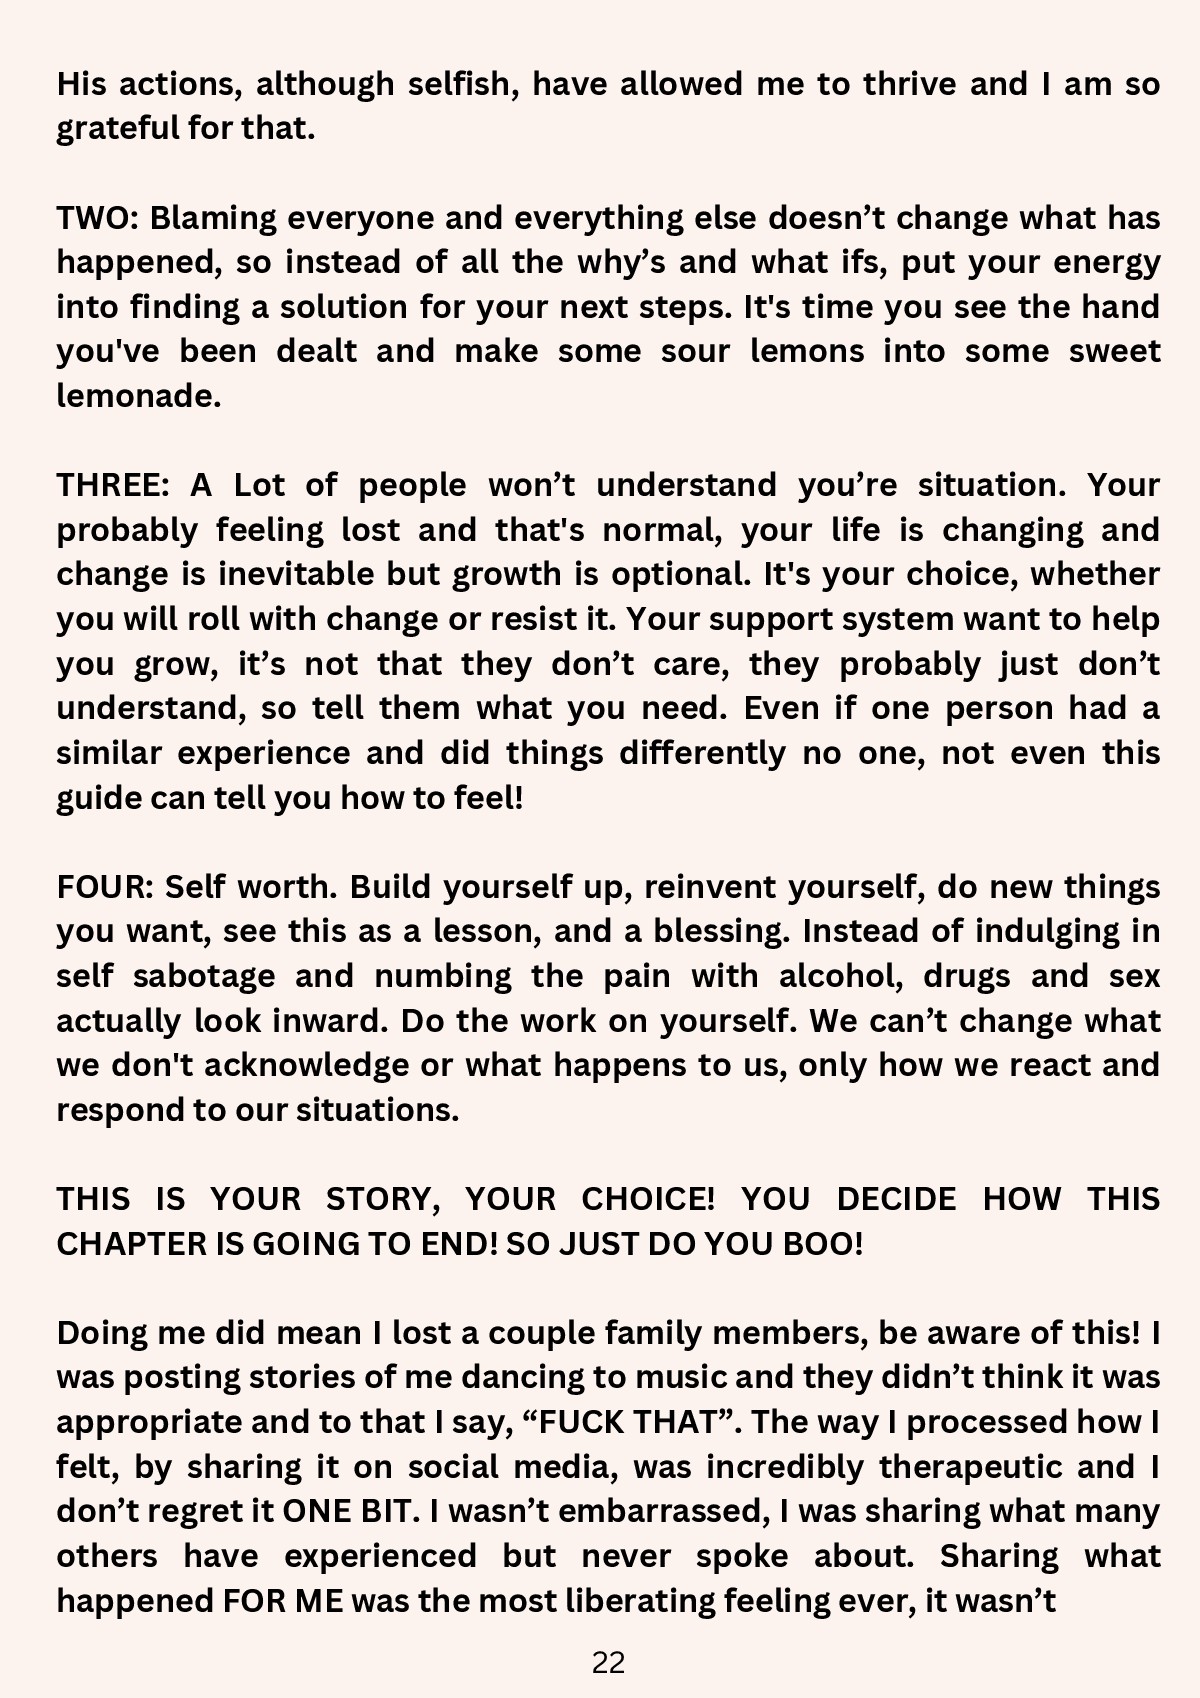 His actions, although selfish, have allowed me to thrive and I am so
grateful for that.
TWO: Blaming everyone and everything else doesn’t change what has
happened, so instead of all the why’s and what ifs, put your energy
into finding a solution for your next steps. It's time you see the hand
you've been dealt and make some sour lemons into some sweet
lemonade.
THREE: A Lot of people won’t understand you’re situation. Your
probably feeling lost and that's normal, your life is changing and
change is inevitable but growth is optional. It's your choice, whether
you will roll with change or resist it. Your support system want to help
you grow, it’s not that they don’t care, they probably just don’t
understand, so tell them what you need. Even if one person had a
similar experience and did things differently no one, not even this
guide can tell you how to feel!
FOUR: Self worth. Build yourself up, reinvent yourself, do new things
you want, see this as a lesson, and a blessing. Instead of indulging in
self sabotage and numbing the pain with alcohol, drugs and sex
actually look inward. Do the work on yourself. We can’t change what
we don't acknowledge or what happens to us, only how we react and
respond to our situations.
THIS IS YOUR STORY, YOUR CHOICE! YOU DECIDE HOW THIS
CHAPTER IS GOING TO END! SO JUST DO YOU BOO!
Doing me did mean I lost a couple family members, be aware of this! I
was posting stories of me dancing to music and they didn’t think it was
appropriate and to that I say, “FUCK THAT”. The way I processed how I
felt, by sharing it on social media, was incredibly therapeutic and I
don’t regret it ONE BIT. I wasn’t embarrassed, I was sharing what many
others have experienced but never spoke about. Sharing what
happened FOR ME was the most liberating feeling ever, it wasn’t
22